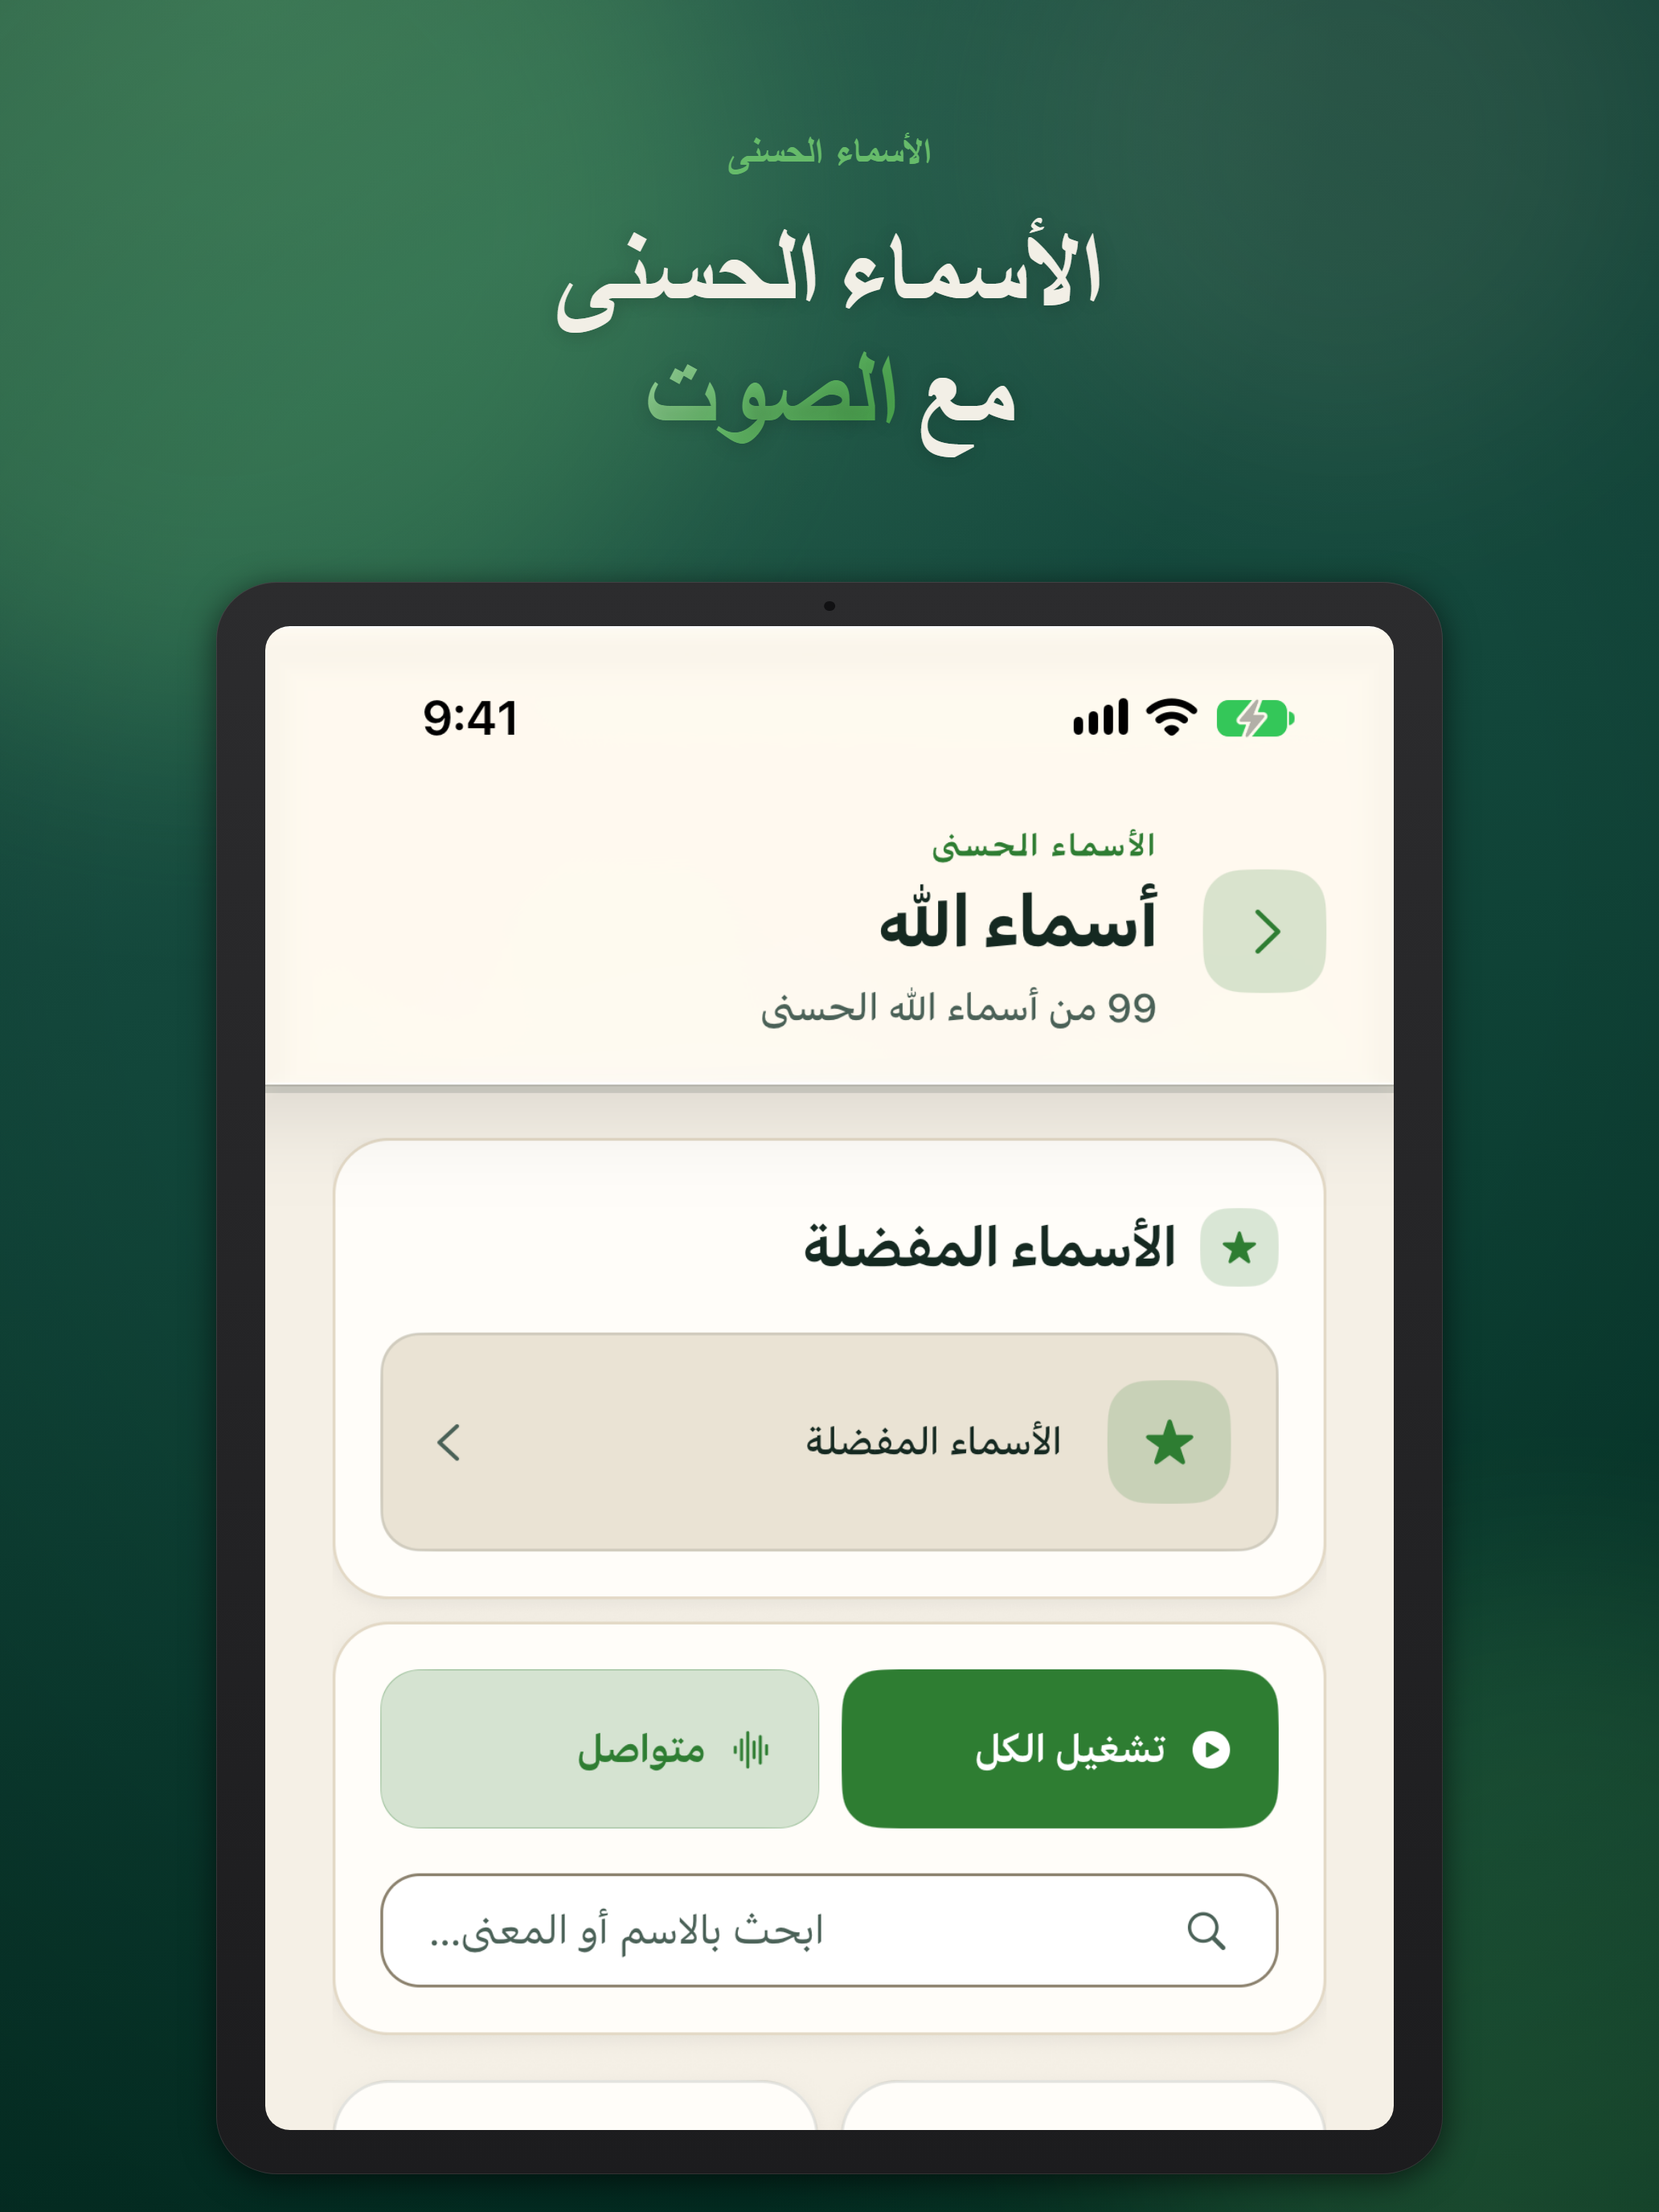 الأسماء الحسنى
الأسماء الحسنى
مع الصوت
9:41
الأسماء الحسنى
أسماء الله
99 من أسماء الله الحسنى
الأسماء المفضلة
الأسماء المفضلة
تشغيل الكل
متواصل
ابحث بالاسم أو المعنى...